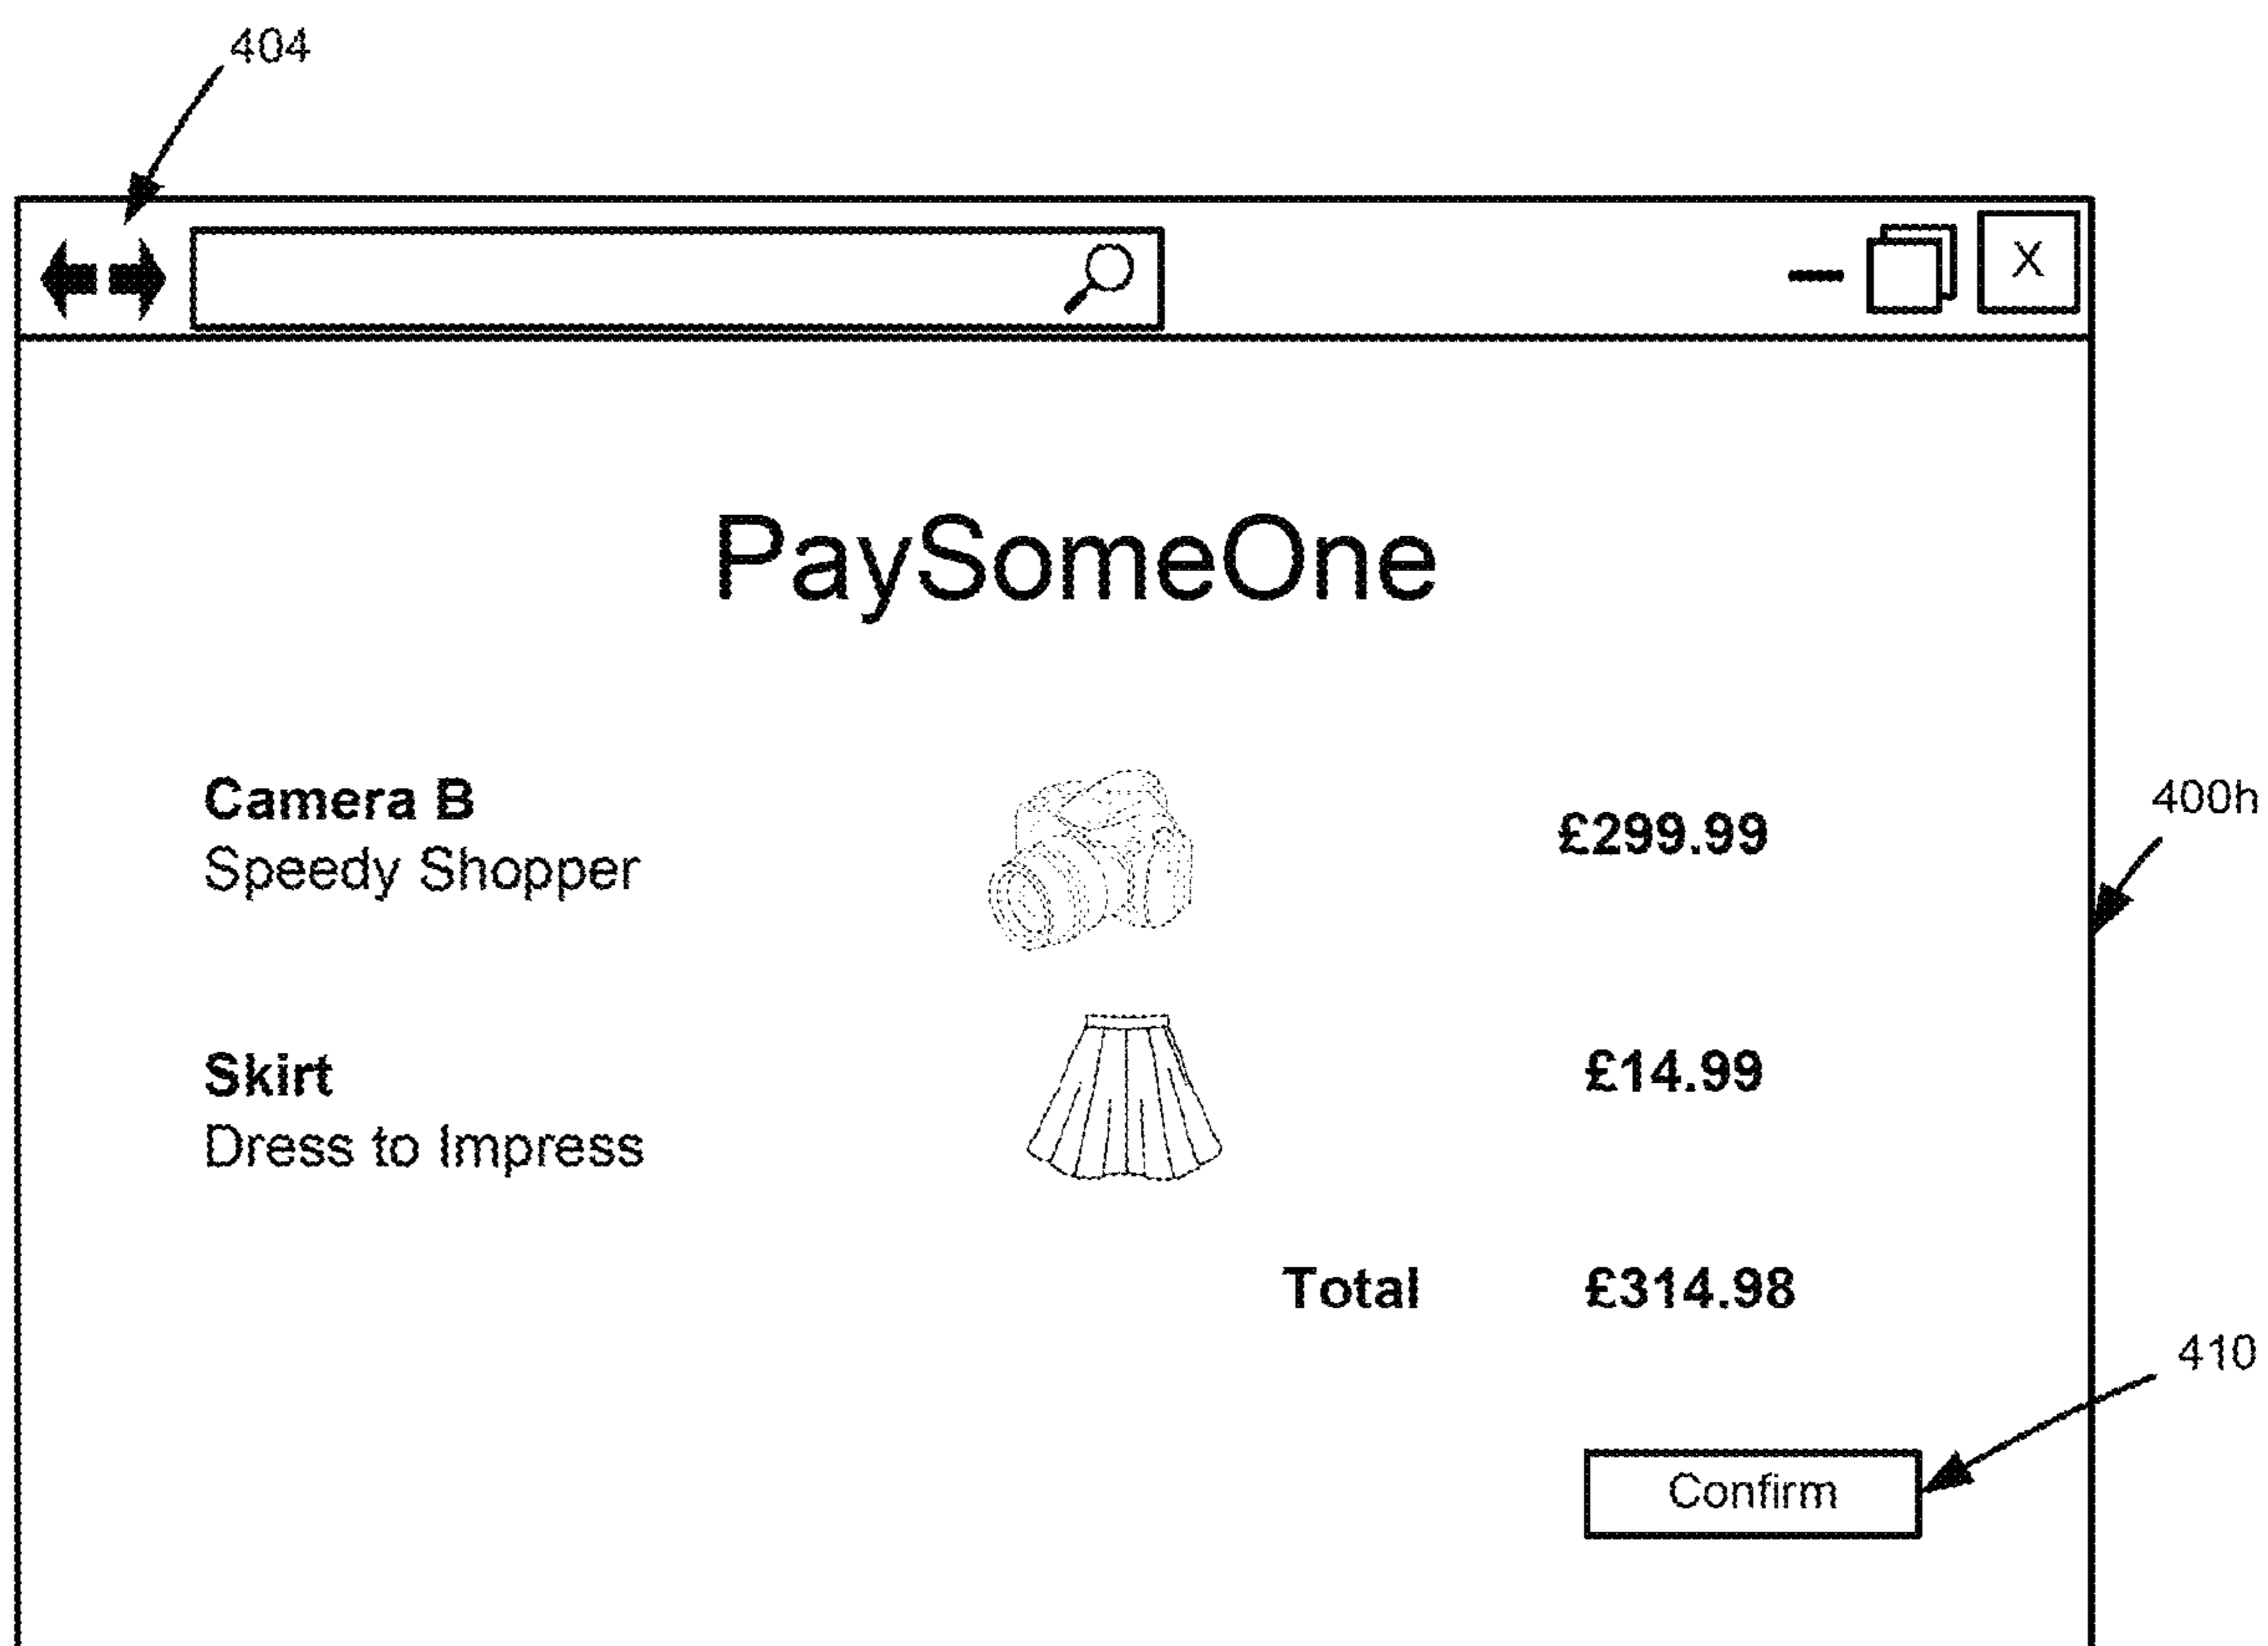 404
X
PaySomeOne
Camera B
Speedy Shopper
£299.99
400h
Skirt
Dress to Impress
£14.99
Total £314.98
410
Confirm